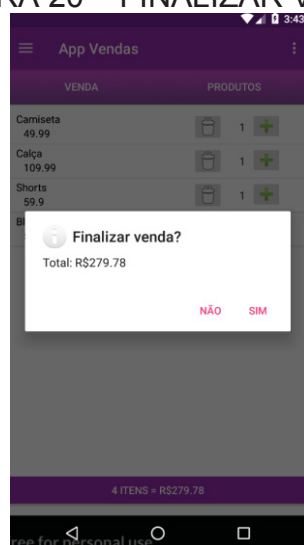 RA 20 – FINALIZAR V
3:43
App Vendas
VENDA PRODUTOS
Camiseta
49.99
1
Calça
109.99
1
Shorts
59.9
1
Finalizar venda?
Total: R$279.78
NÃO SIM
4 ITENS = R$279.78
ree for personal use